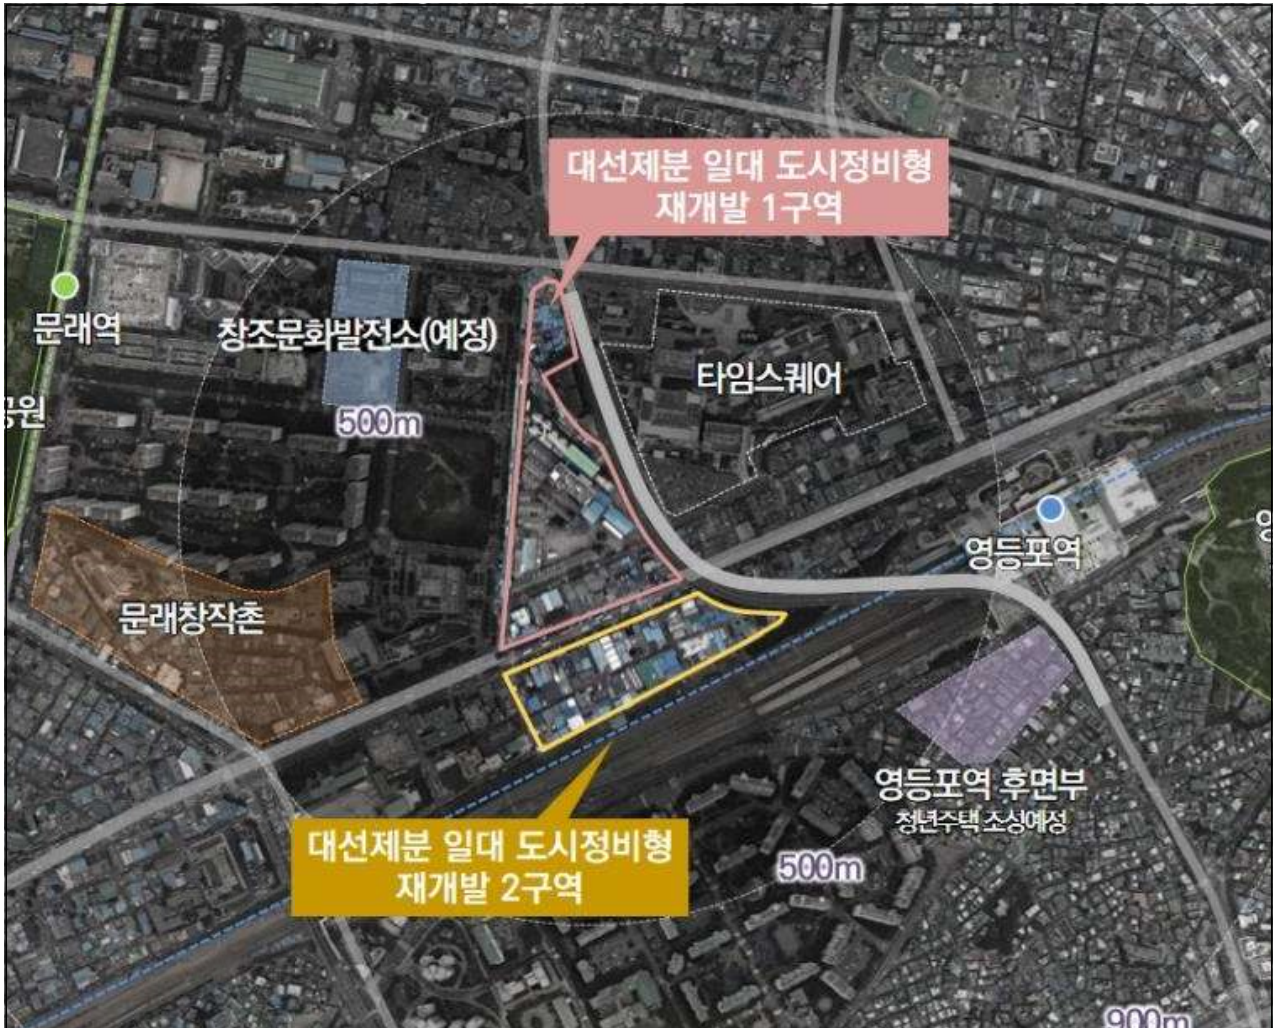 대선제분 일대 도시정비형
재개발 1구역
문래역
창조문화발전소(예정)
타임스퀘어
공원
500m
영등포역
문래창작촌
영등포역 후면부
청년주택 조성예정
대선제분 일대 도시정비형
재개발 2구역
500m
900m